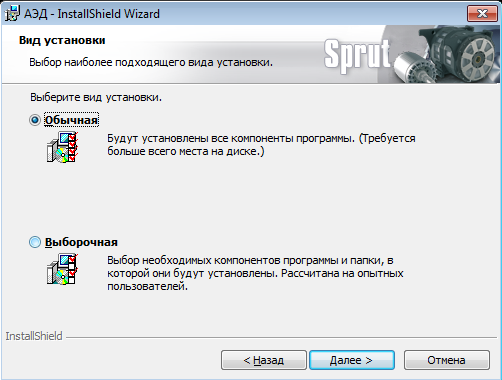 АЭД - InstallShield Wizard
Вид установки
Выбор наиболее подходящего вида установки.
Sprut
Выберите вид установки.
Обычная
Будут установлены все компоненты программы. (Требуется
больше всего места на диске.)
Выборочная
Выбор необходимых компонентов программы и папки, в
которой они будут установлены. Рассчитана на опытных
пользователей.
InstallShield
< Назад Далее > Отмена